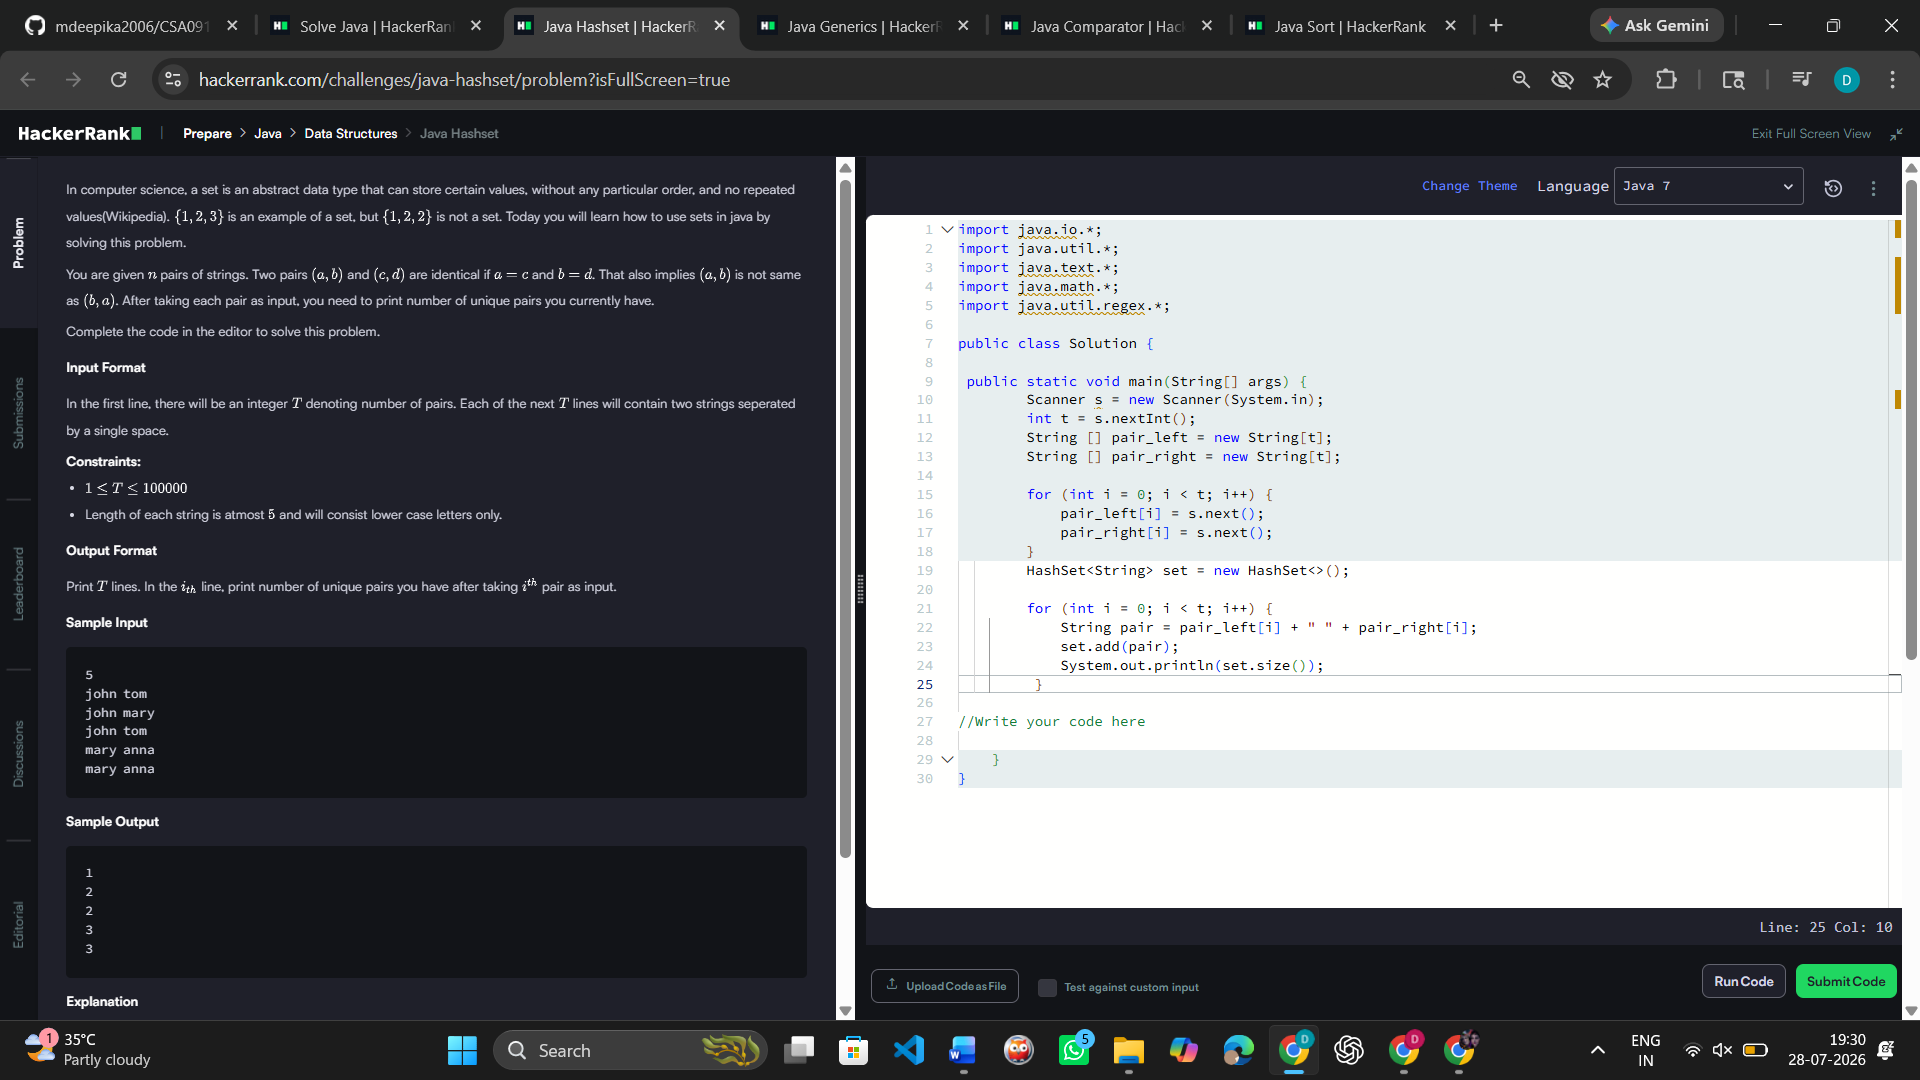 mdeepika2006/CSA091
Solve Java | HackerRank
Java Hashset | HackerRa
Java Generics | HackerR
Java Comparator | Hac
Java Sort | HackerRank
Ask Gemini
hackerrank.com/challenges/java-hashset/problem?isFullScreen=true
D
HackerRank
Prepare > Java > Data Structures > Java Hashset
Exit Full Screen View
Problem
Submissions
Leaderboard
Discussions
Editorial
In computer science, a set is an abstract data type that can store certain values, without any particular order, and no repeated
values(Wikipedia). {1, 2, 3} is an example of a set, but {1, 2, 2} is not a set. Today you will learn how to use sets in java by
solving this problem.
You are given n pairs of strings. Two pairs (a, b) and (c, d) are identical if a = c and b = d. That also implies (a, b) is not same
as (b, a). After taking each pair as input, you need to print number of unique pairs you currently have.
Complete the code in the editor to solve this problem.
Input Format
In the first line, there will be an integer T denoting number of pairs. Each of the next T lines will contain two strings seperated
by a single space.
Constraints:
• 1 ≤ T ≤ 100000
• Length of each string is atmost 5 and will consist lower case letters only.
Output Format
Print T lines. In the ith line, print number of unique pairs you have after taking ith pair as input.
Sample Input
5
john tom
john mary
john tom
mary anna
mary anna
Sample Output
1
2
2
3
3
Explanation
Change Theme
Language
Java 7
1 import java.io.*;
2 import java.util.*;
3 import java.text.*;
4 import java.math.*;
5 import java.util.regex.*;
6
7 public class Solution {
8
9 public static void main(String[] args) {
10 Scanner s = new Scanner(System.in);
11 int t = s.nextInt();
12 String [] pair_left = new String[t];
13 String [] pair_right = new String[t];
14
15 for (int i = 0; i < t; i++) {
16 pair_left[i] = s.next();
17 pair_right[i] = s.next();
18 }
19 HashSet<String> set = new HashSet<>();
20
21 for (int i = 0; i < t; i++) {
22 String pair = pair_left[i] + " " + pair_right[i];
23 set.add(pair);
24 System.out.println(set.size());
25 }
26
27 //Write your code here
28
29 }
30 }
Line: 25 Col: 10
Upload Code as File
Test against custom input
Run Code
Submit Code
1
35°C
Partly cloudy
Search
5
D
D
ENG
IN
19:30
28-07-2026